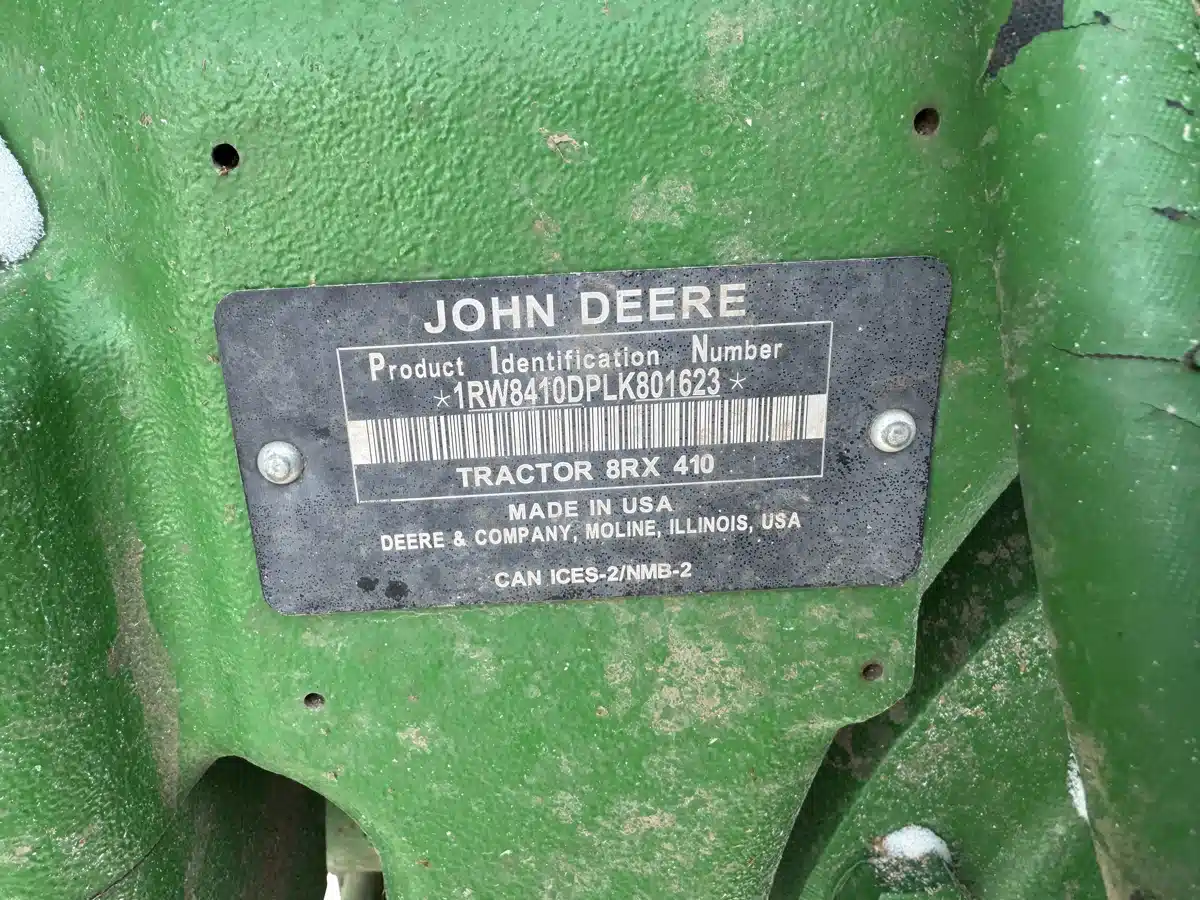 JOHN DEERE
Product Identification Number
*1RW8410DPLK801623*
TRACTOR 8RX 410
MADE IN USA
DEERE & COMPANY, MOLINE, ILLINOIS, USA
CAN ICES-2/NMB-2